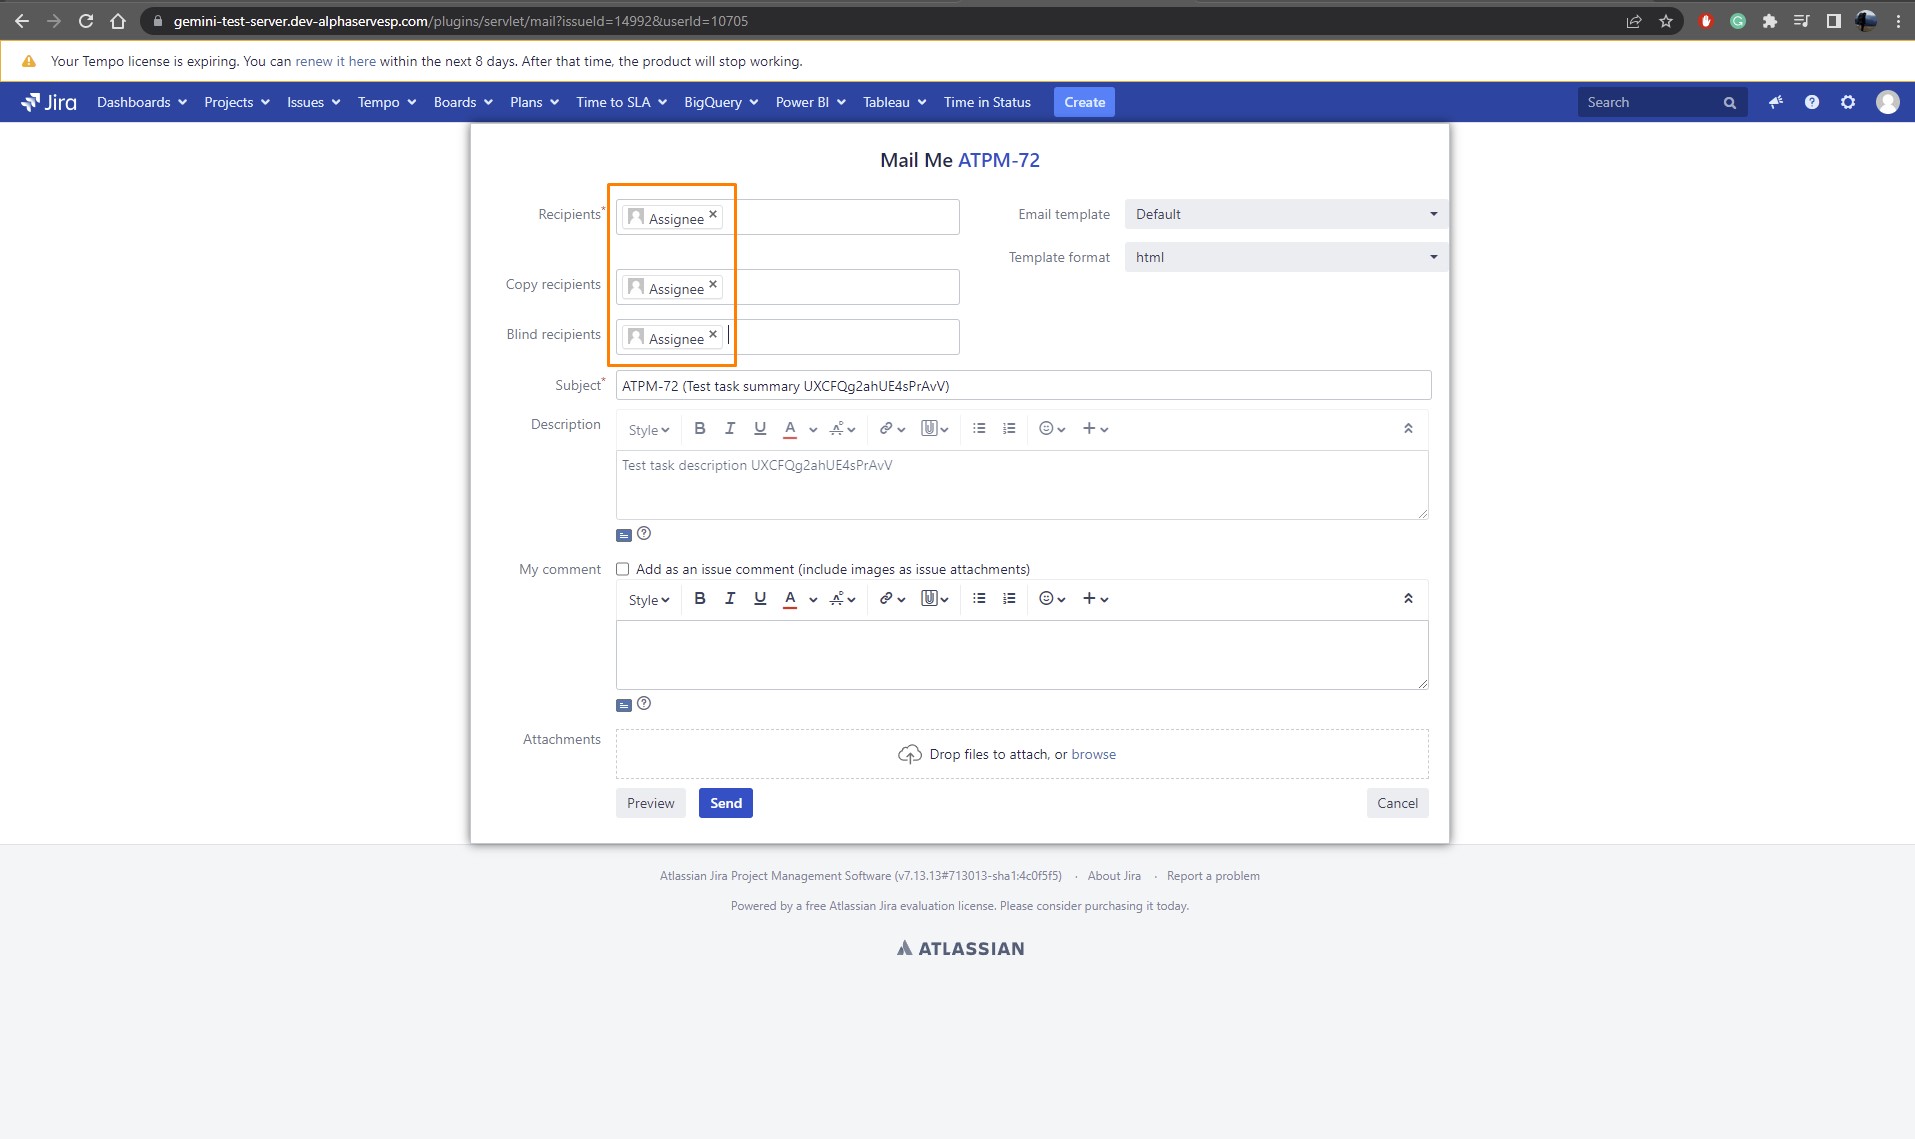 gemini-test-server.dev-alphaservesp.com/plugins/servlet/mail?issueId=14992&userId=10705
Your Tempo license is expiring. You can renew it here within the next 8 days. After that time, the product will stop working.
Jira Dashboards Projects Issues Tempo Boards Plans Time to SLA BigQuery Power BI Tableau Time in Status Create Search
Mail Me ATPM-72
Recipients* Assignee × Email template Default
Template format html
Copy recipients Assignee ×
Blind recipients Assignee ×
Subject* ATPM-72 (Test task summary UXCFQg2ahUE4sPrAvV)
Description Style B I U A
Test task description UXCFQg2ahUE4sPrAvV
My comment Add as an issue comment (include images as issue attachments)
Style B I U A
Attachments Drop files to attach, or browse
Preview Send Cancel
Atlassian Jira Project Management Software (v7.13.13#713013-sha1:4c0f5f5) · About Jira · Report a problem
Powered by a free Atlassian Jira evaluation license. Please consider purchasing it today.
ATLASSIAN